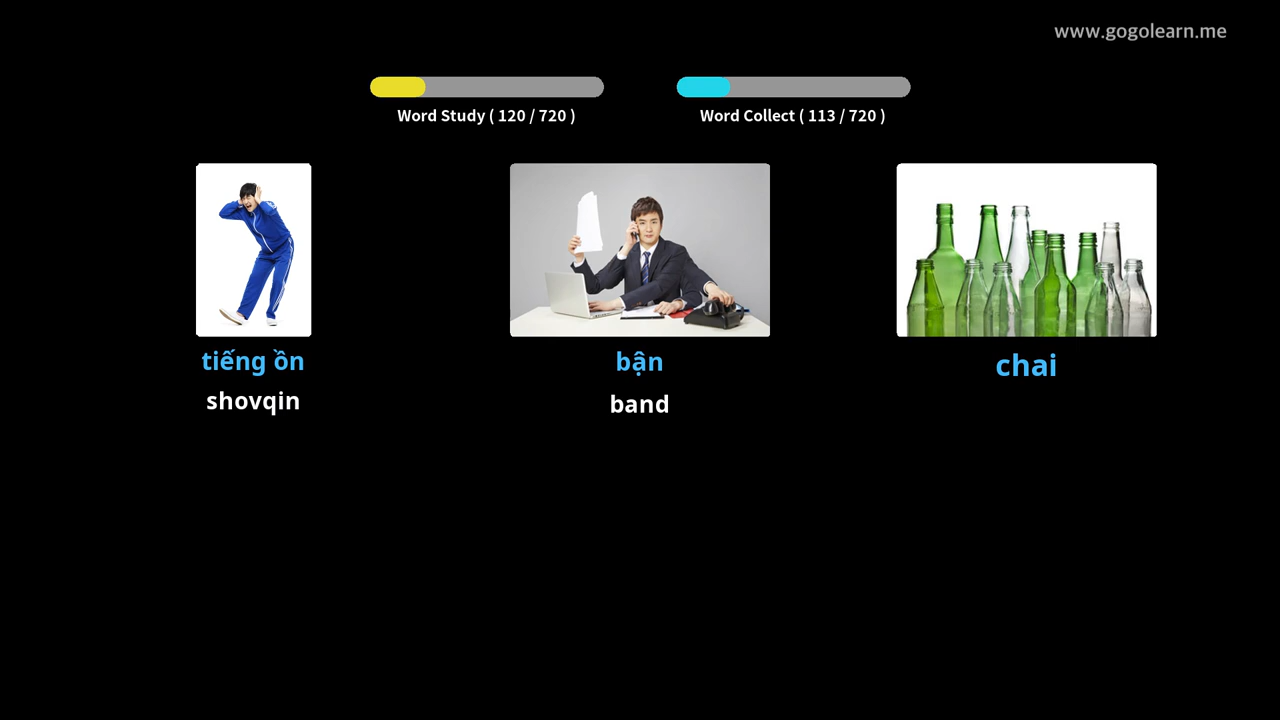 www.gogolearn.me
Word Study ( 120 / 720 )
Word Collect ( 113 / 720 )
tiếng ồn
shovqin
bận
band
chai